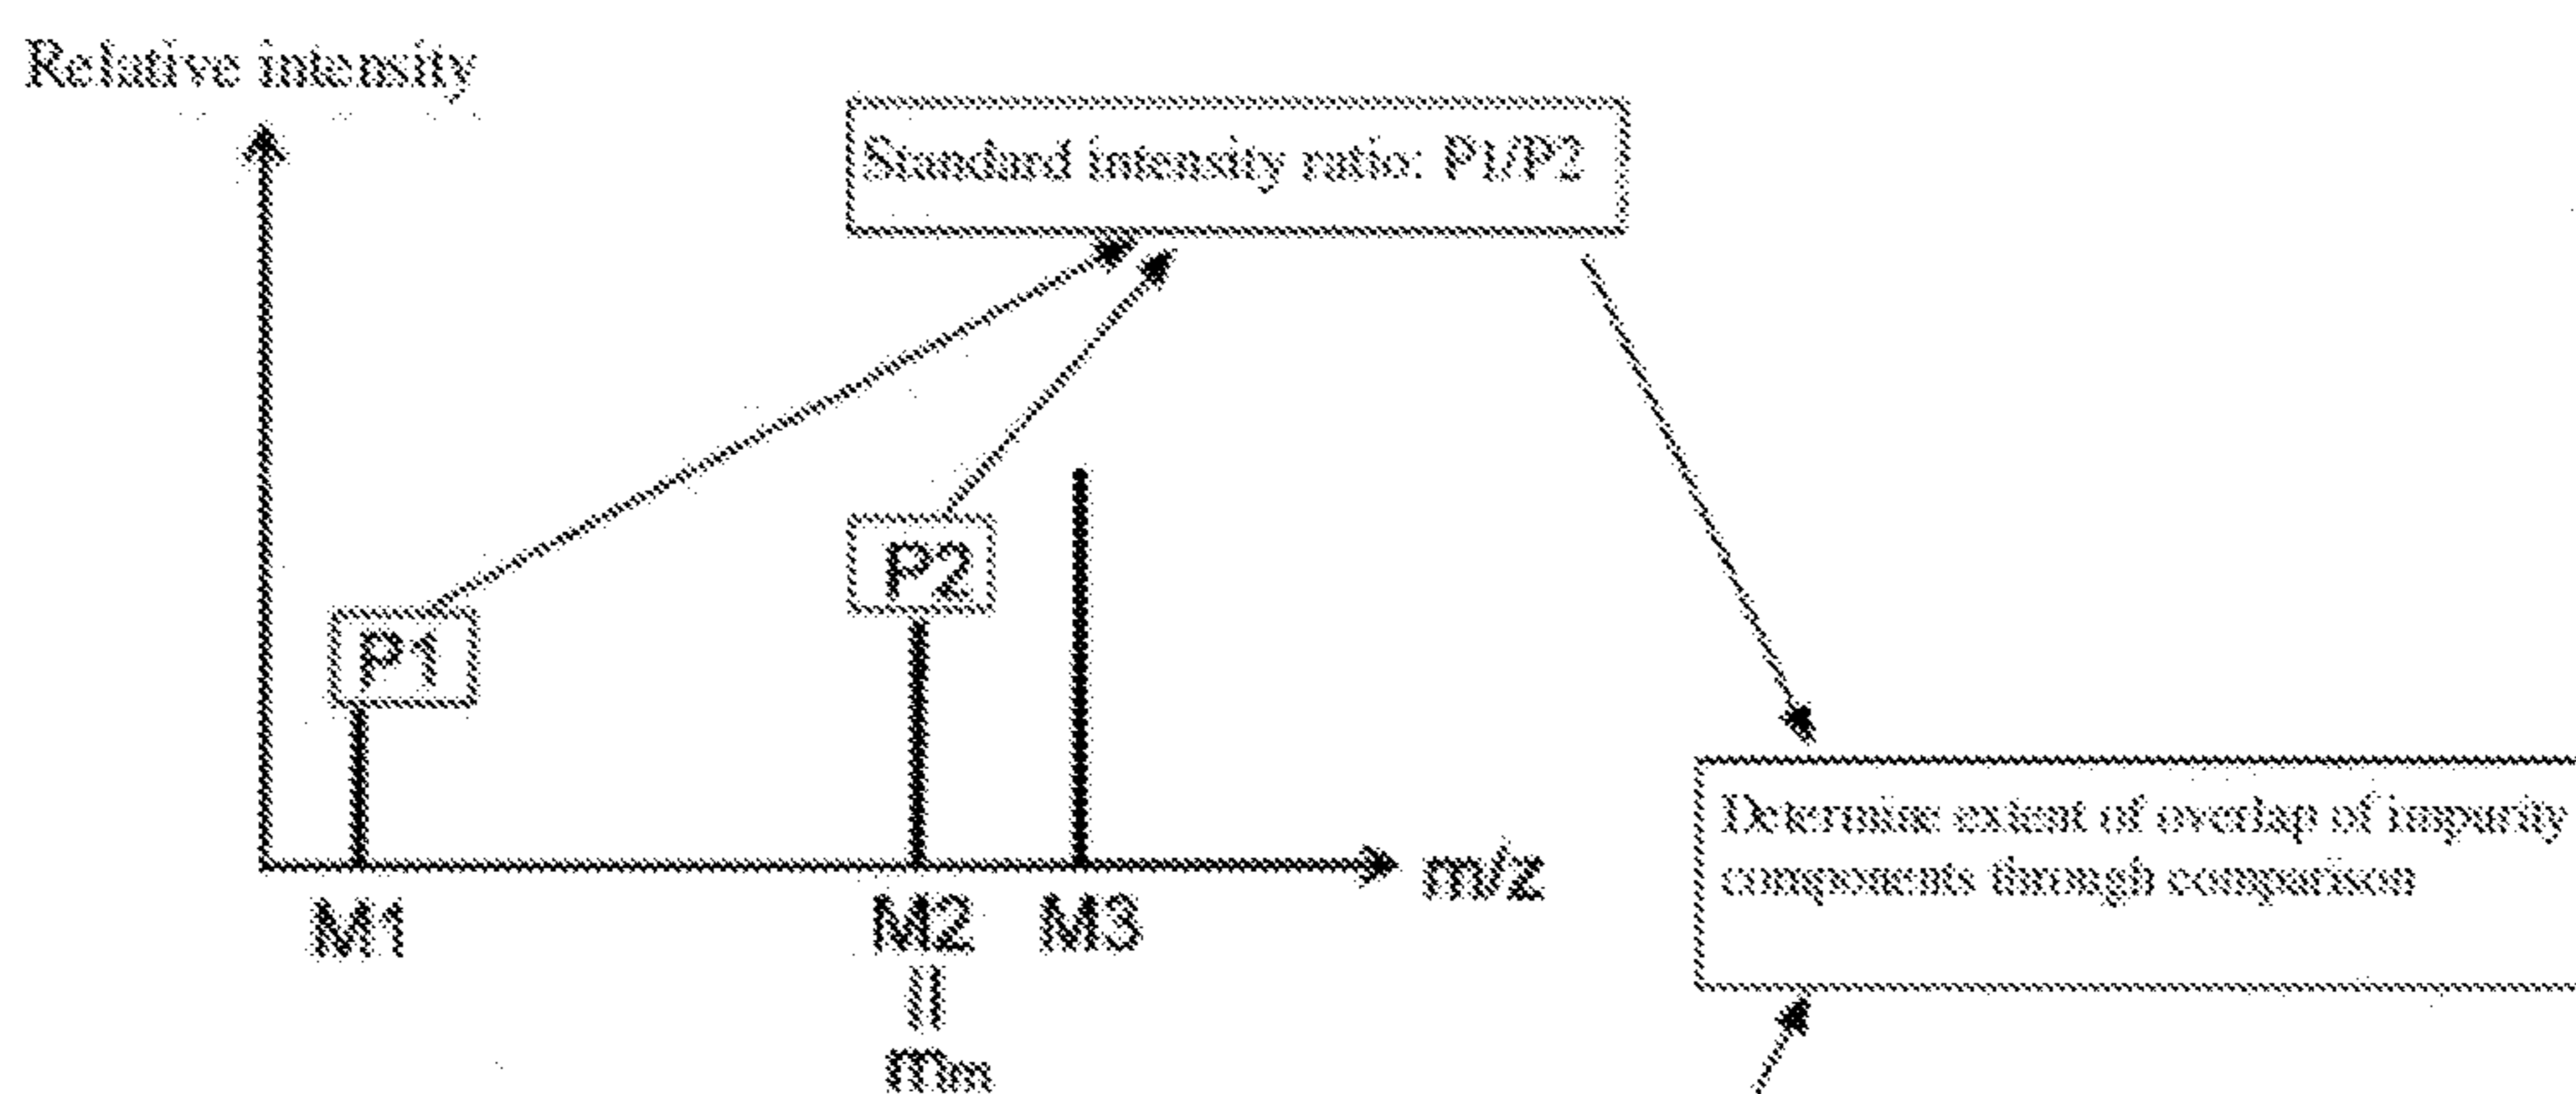 Relative intensity
Standard intensity ratio: P1/P2
P2
P1
Determine extent of overlap of impurity
components through comparison
m/z
M1
M2
M3
||
mm